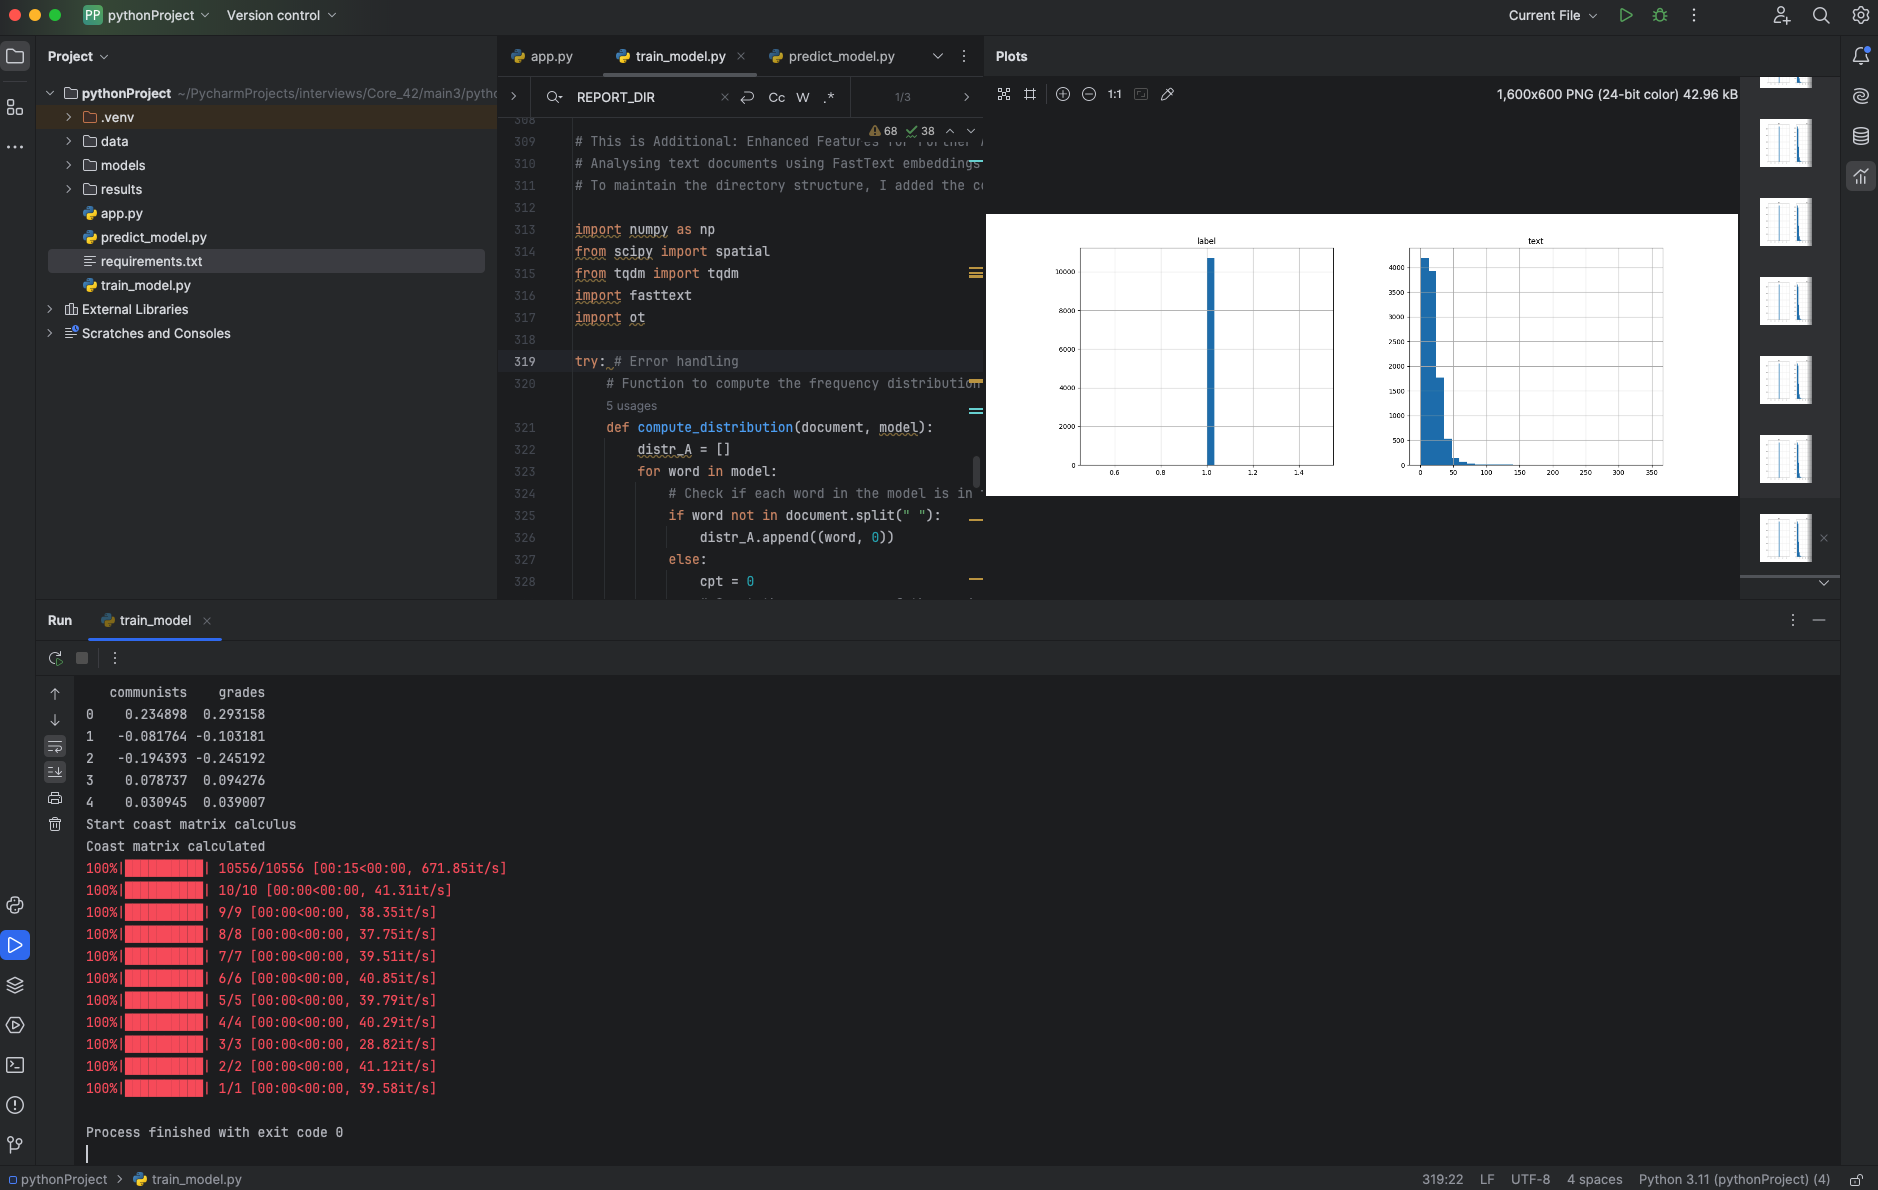 PP pythonProject Version control Current File
Project
app.py train_model.py predict_model.py
Plots
pythonProject ~/PycharmProjects/interviews/Core_42/main3/pytho
.venv
data
models
results
app.py
predict_model.py
requirements.txt
train_model.py
External Libraries
Scratches and Consoles
REPORT_DIR Cc W .* 1/3
68 38
308
309 # This is Additional: Enhanced Features for Further
310 # Analysing text documents using FastText embeddings
311 # To maintain the directory structure, I added the co
312
313 import numpy as np
314 from scipy import spatial
315 from tqdm import tqdm
316 import fasttext
317 import ot
318
319 try: # Error handling
320 # Function to compute the frequency distribution
5 usages
321 def compute_distribution(document, model):
322 distr_A = []
323 for word in model:
324 # Check if each word in the model is in
325 if word not in document.split(" "):
326 distr_A.append((word, 0))
327 else:
328 cpt = 0
1:1 1,600x600 PNG (24-bit color) 42.96 kB
label
10000
8000
6000
4000
2000
0
0.6 0.8 1.0 1.2 1.4
text
4000
3500
3000
2500
2000
1500
1000
500
0
0 50 100 150 200 250 300 350
Run train_model
communists grades
0 0.234898 0.293158
1 -0.081764 -0.103181
2 -0.194393 -0.245192
3 0.078737 0.094276
4 0.030945 0.039007
Start coast matrix calculus
Coast matrix calculated
100%|██████████| 10556/10556 [00:15<00:00, 671.85it/s]
100%|██████████| 10/10 [00:00<00:00, 41.31it/s]
100%|██████████| 9/9 [00:00<00:00, 38.35it/s]
100%|██████████| 8/8 [00:00<00:00, 37.75it/s]
100%|██████████| 7/7 [00:00<00:00, 39.51it/s]
100%|██████████| 6/6 [00:00<00:00, 40.85it/s]
100%|██████████| 5/5 [00:00<00:00, 39.79it/s]
100%|██████████| 4/4 [00:00<00:00, 40.29it/s]
100%|██████████| 3/3 [00:00<00:00, 28.82it/s]
100%|██████████| 2/2 [00:00<00:00, 41.12it/s]
100%|██████████| 1/1 [00:00<00:00, 39.58it/s]
Process finished with exit code 0
pythonProject > train_model.py
319:22 LF UTF-8 4 spaces Python 3.11 (pythonProject) (4)